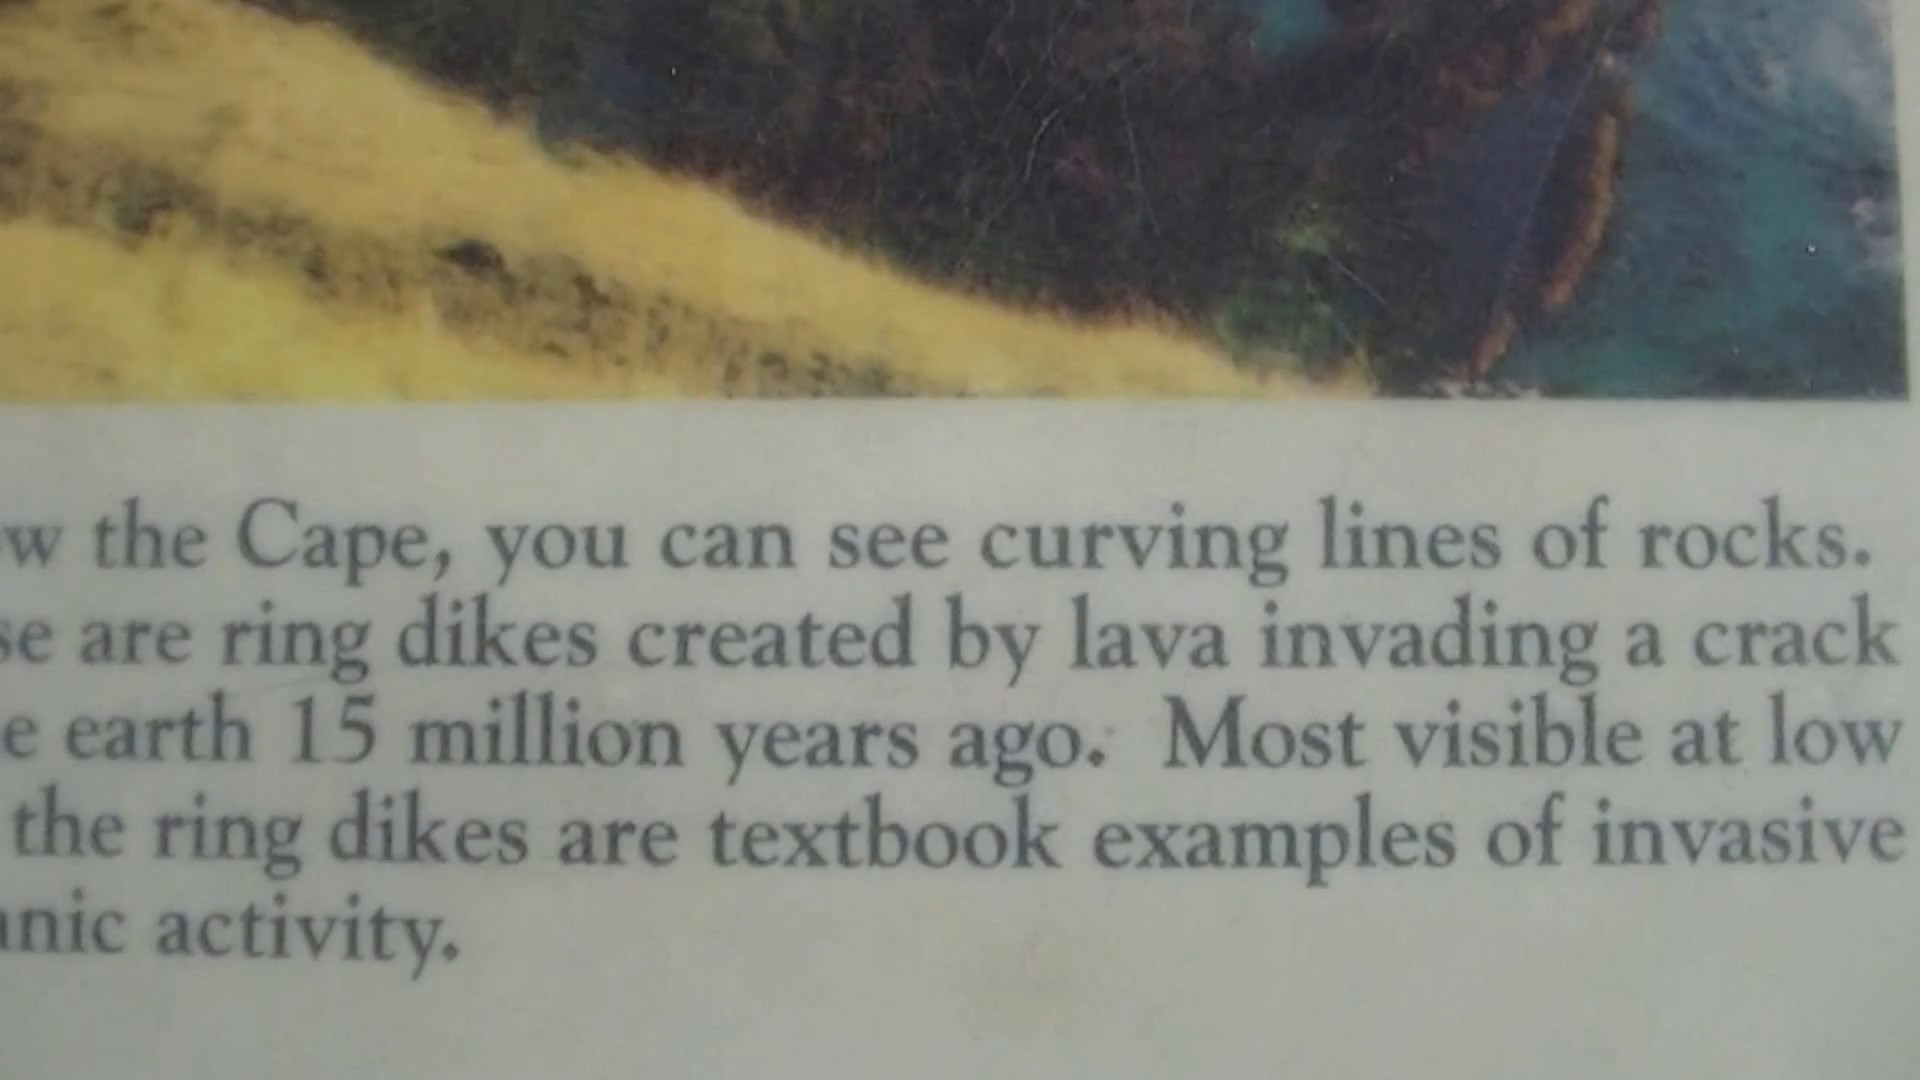 w the Cape, you can see curving lines of rocks.
se are ring dikes created by lava invading a crack
e earth 15 million years ago. Most visible at low
the ring dikes are textbook examples of invasive
anic activity.